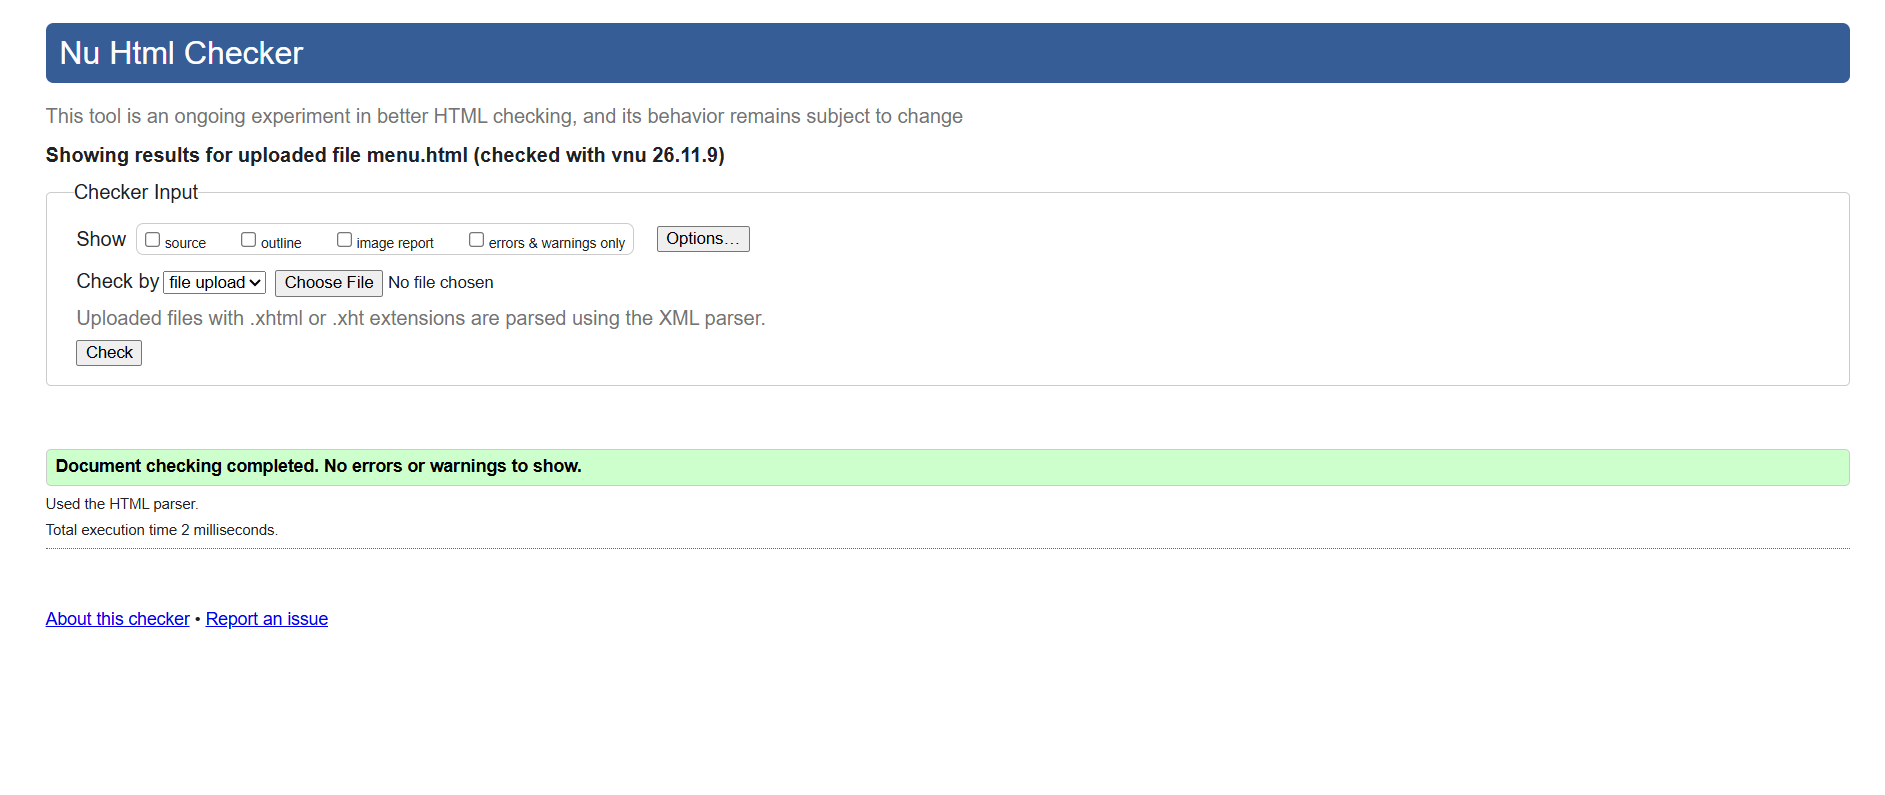 Nu Html Checker
This tool is an ongoing experiment in better HTML checking, and its behavior remains subject to change
Showing results for uploaded file menu.html (checked with vnu 26.11.9)
Checker Input
Show source outline image report errors & warnings only Options...
Check by file upload Choose File No file chosen
Uploaded files with .xhtml or .xht extensions are parsed using the XML parser.
Check
Document checking completed. No errors or warnings to show.
Used the HTML parser.
Total execution time 2 milliseconds.
About this checker • Report an issue